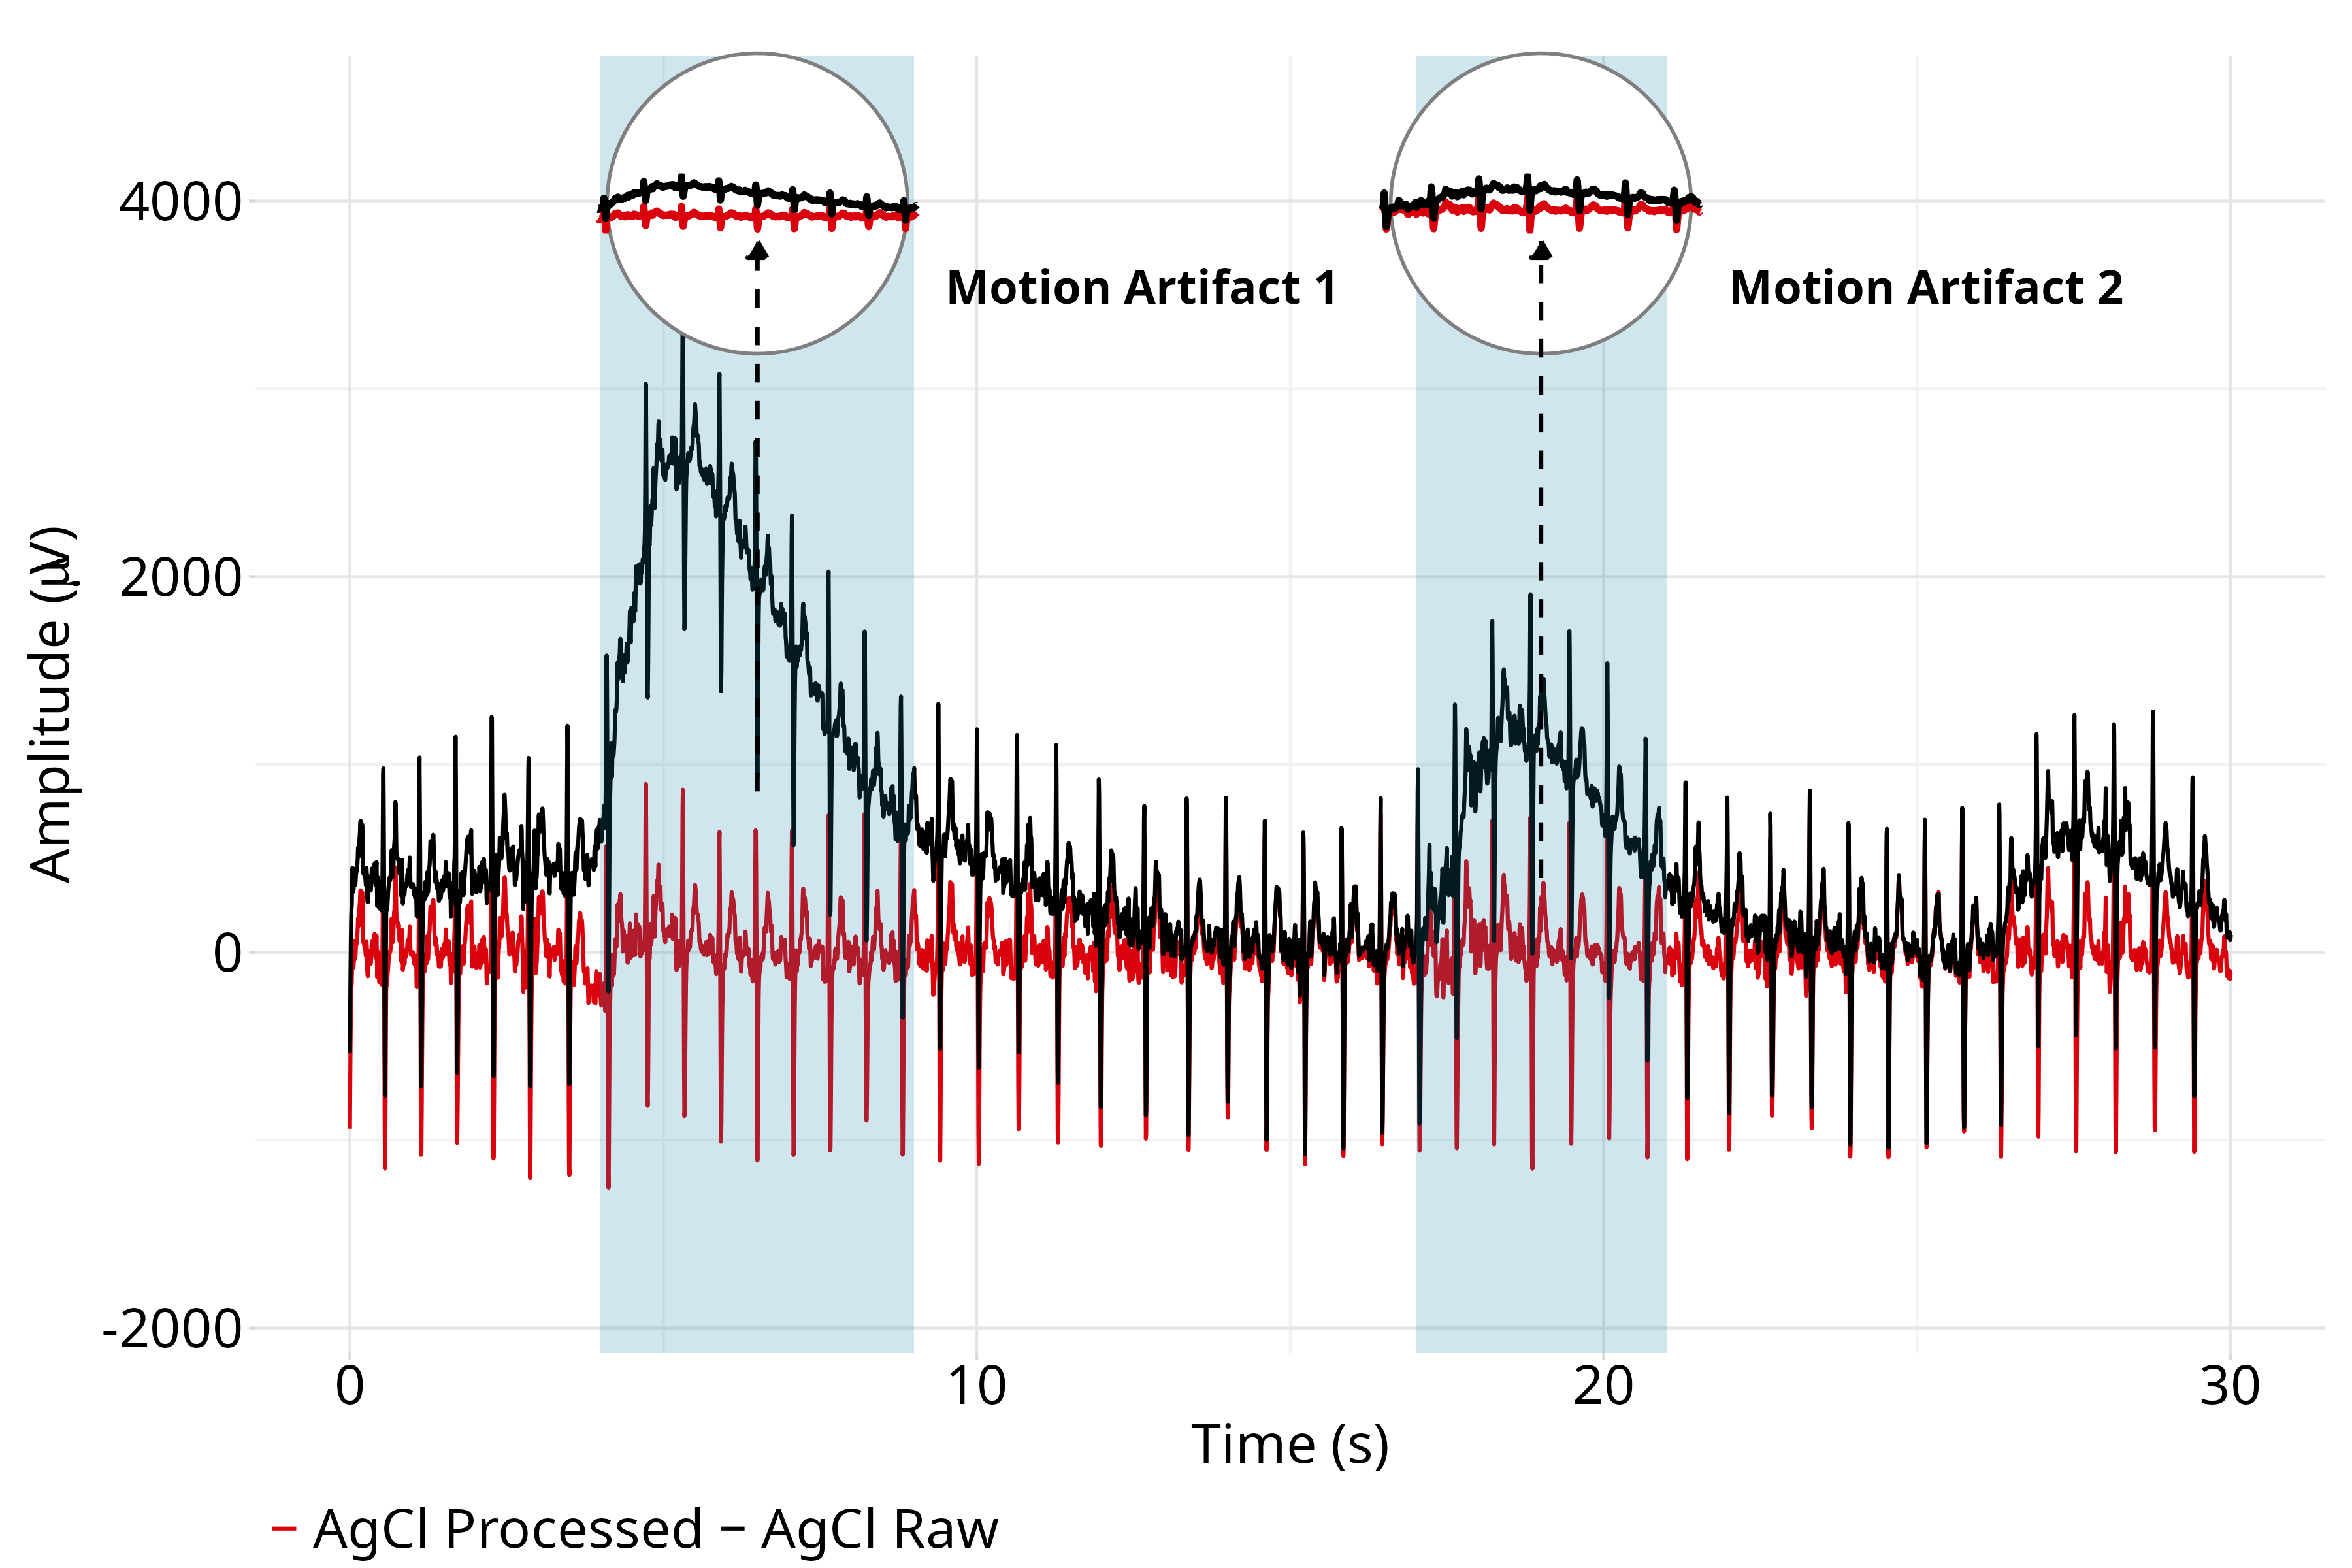 4000
Motion Artifact 1
Motion Artifact 2
2000
0
-2000
Amplitude (µV)
0
10
20
30
Time (s)
AgCl Processed
AgCl Raw